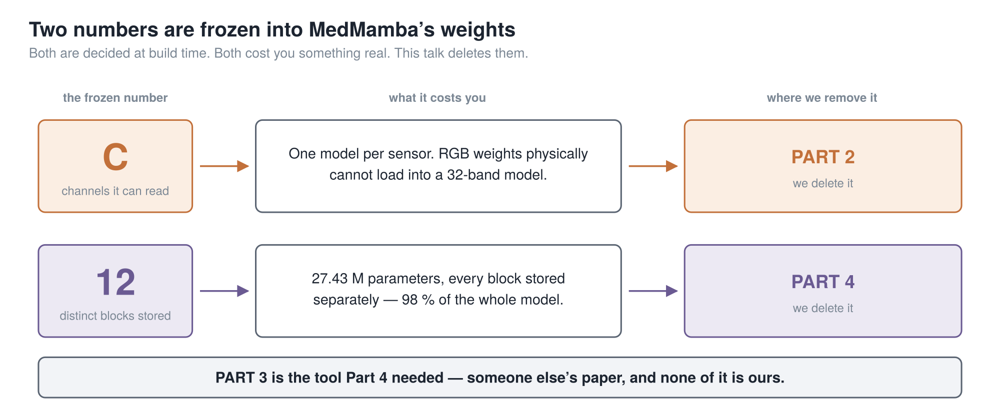 Two numbers are frozen into MedMamba’s weights
Both are decided at build time. Both cost you something real. This talk deletes them.
the frozen number
what it costs you
where we remove it
C
channels it can read
One model per sensor. RGB weights physically
cannot load into a 32-band model.
PART 2
we delete it
12
distinct blocks stored
27.43 M parameters, every block stored
separately — 98 % of the whole model.
PART 4
we delete it
PART 3 is the tool Part 4 needed — someone else’s paper, and none of it is ours.